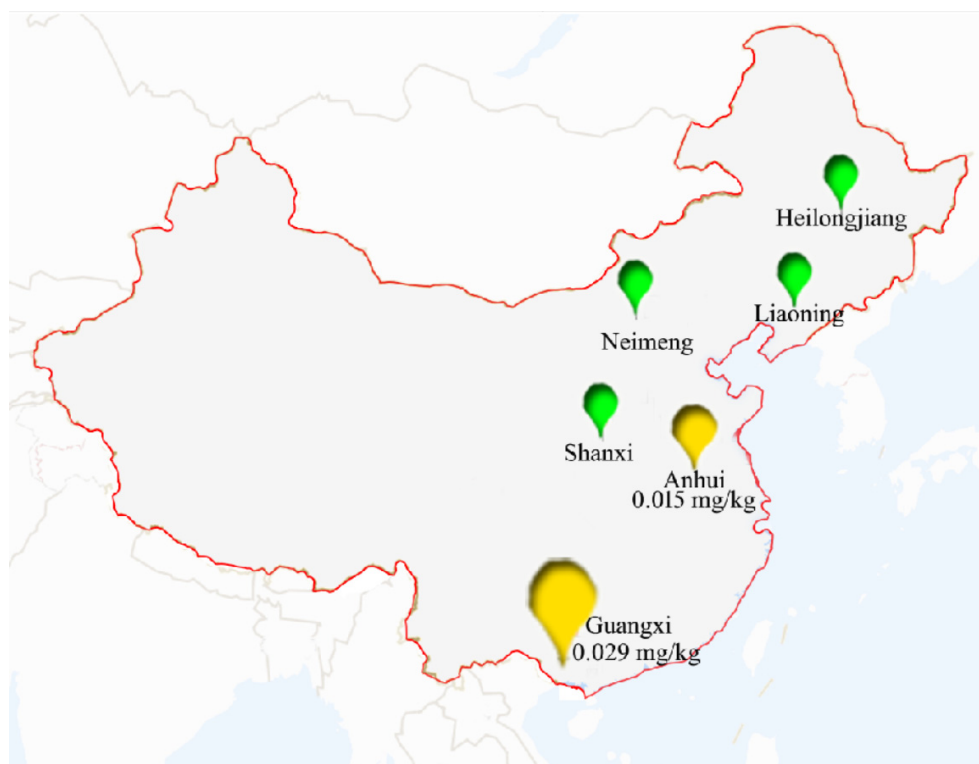 Heilongjiang
Liaoning
Neimeng
Shanxi
Anhui
0.015 mg/kg
Guangxi
0.029 mg/kg